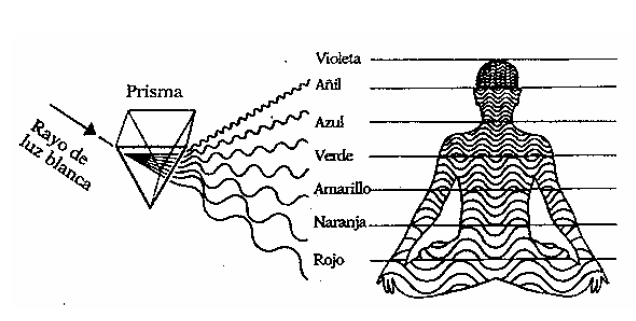 Prisma
Rayo de
luz blanca
Violeta
Añil
Azul
Verde
Amarillo
Naranja
Rojo